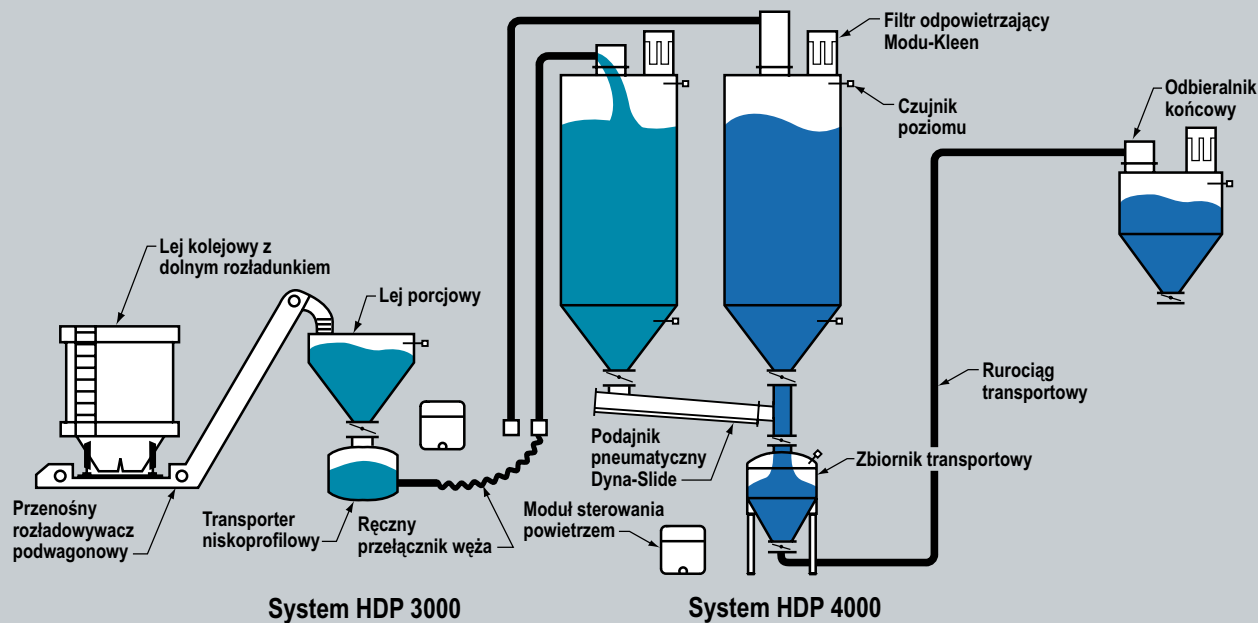 Filtr odpowietrzający
Modu-Kleen
Czujnik
poziomu
Odbieralnik
końcowy
Lej kolejowy z
dolnym rozładunkiem
Lej porcjowy
Rurociąg
transportowy
Podajnik
pneumatyczny
Dyna-Slide
Zbiornik transportowy
Przenośny
rozładowywacz
podwagonowy
Transporter
niskoprofilowy
Ręczny
przełącznik węża
Moduł sterowania
powietrzem
System HDP 3000
System HDP 4000